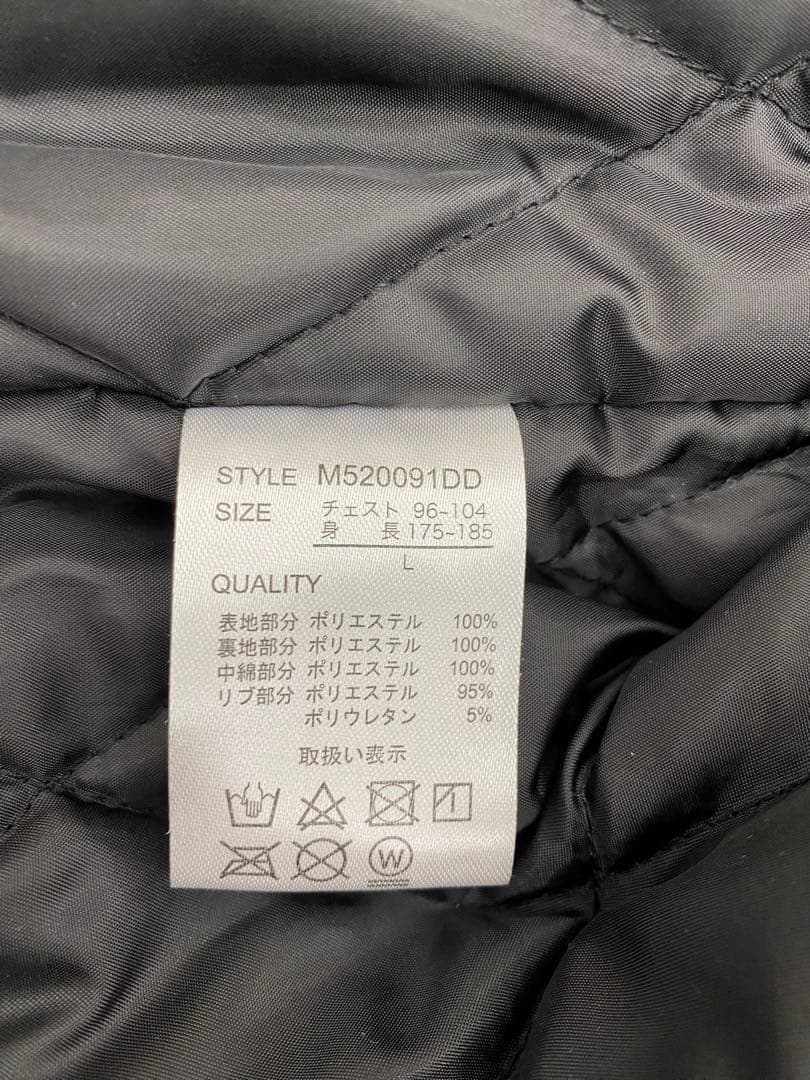 STYLE M520091DD
SIZE チェスト 96~104
身 長 175~185
L
QUALITY
表地部分 ポリエステル 100%
裏地部分 ポリエステル 100%
中綿部分 ポリエステル 100%
リブ部分 ポリエステル 95%
ポリウレタン 5%
取扱い表示
W